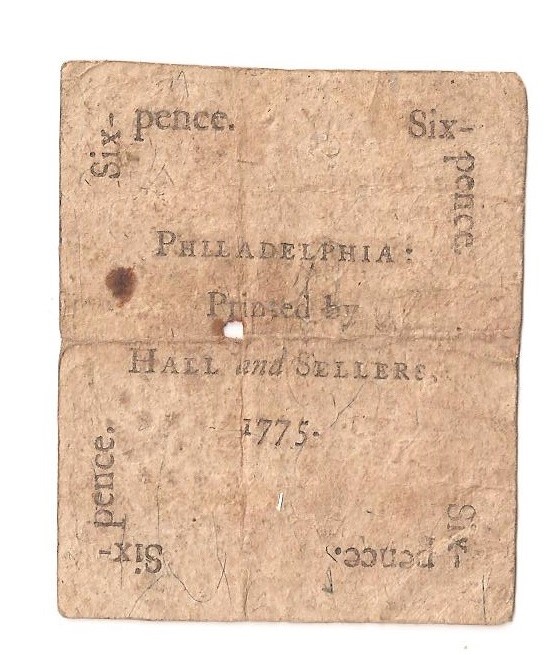 Six-pence.
Six-pence.
PHILADELPHIA:
Printed by
HALL and SELLERS,
1775.
Six-pence.
Six-pence.